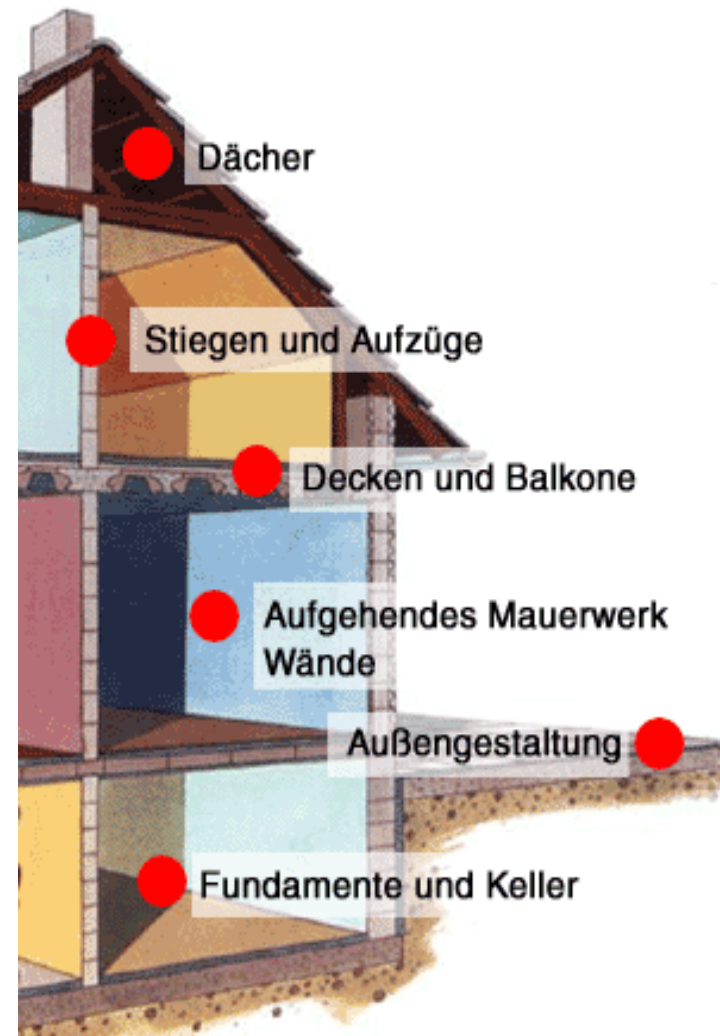 Dächer
Stiegen und Aufzüge
Decken und Balkone
Aufgehendes Mauerwerk
Wände
Außengestaltung
Fundamente und Keller